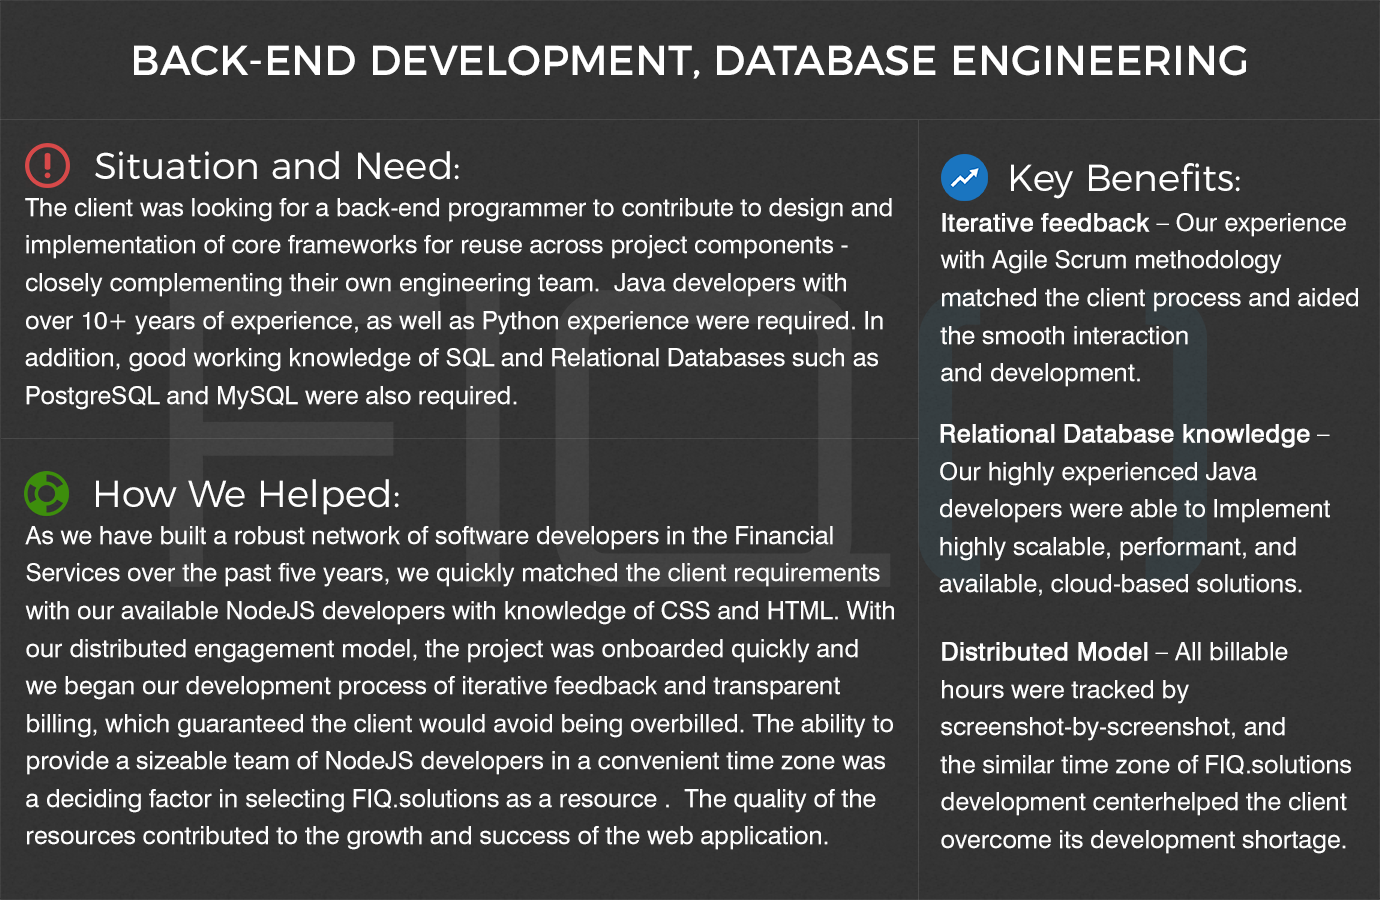 BACK-END DEVELOPMENT, DATABASE ENGINEERING
Situation and Need:
The client was looking for a back-end programmer to contribute to design and
implementation of core frameworks for reuse across project components -
closely complementing their own engineering team.  Java developers with
over 10+ years of experience, as well as Python experience were required. In
addition, good working knowledge of SQL and Relational Databases such as
PostgreSQL and MySQL were also required.
How We Helped:
As we have built a robust network of software developers in the Financial
Services over the past five years, we quickly matched the client requirements
with our available NodeJS developers with knowledge of CSS and HTML. With
our distributed engagement model, the project was onboarded quickly and
we began our development process of iterative feedback and transparent
billing, which guaranteed the client would avoid being overbilled. The ability to
provide a sizeable team of NodeJS developers in a convenient time zone was
a deciding factor in selecting FIQ.solutions as a resource .  The quality of the
resources contributed to the growth and success of the web application.
Key Benefits:
Iterative feedback – Our experience
with Agile Scrum methodology
matched the client process and aided
the smooth interaction
and development.
Relational Database knowledge –
Our highly experienced Java
developers were able to Implement
highly scalable, performant, and
available, cloud-based solutions.
Distributed Model – All billable
hours were tracked by
screenshot-by-screenshot, and
the similar time zone of FIQ.solutions
development centerhelped the client
overcome its development shortage.
FIQ